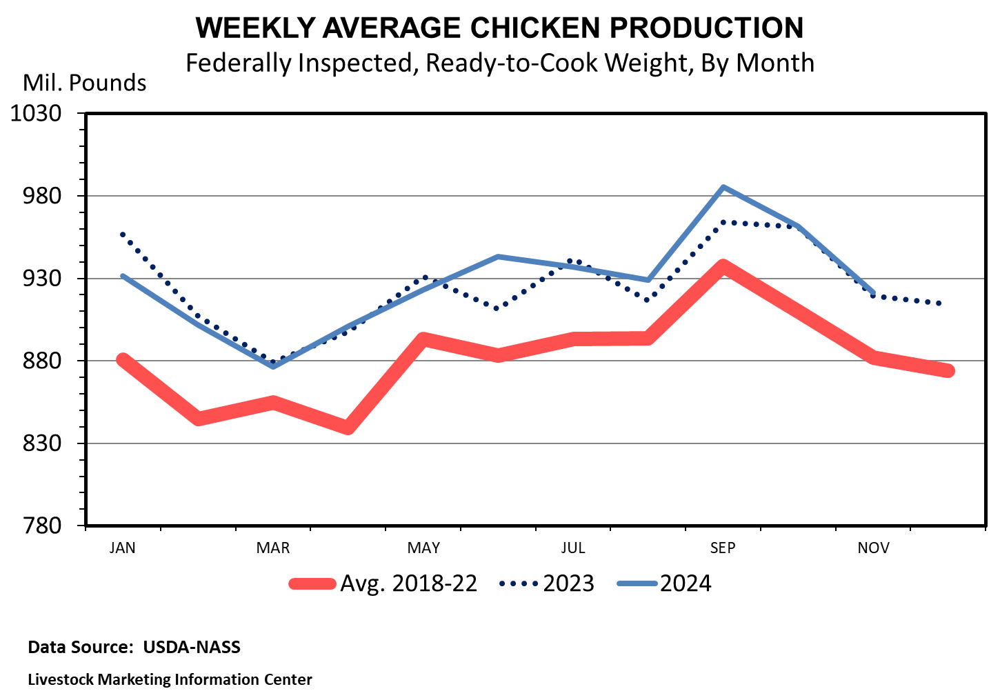 WEEKLY AVERAGE CHICKEN PRODUCTION
Federally Inspected, Ready-to-Cook Weight, By Month
Mil. Pounds
1030
980
930
880
830
780
JAN MAR MAY JUL SEP NOV
Avg. 2018-22 2023 2024
Data Source:  USDA-NASS
Livestock Marketing Information Center